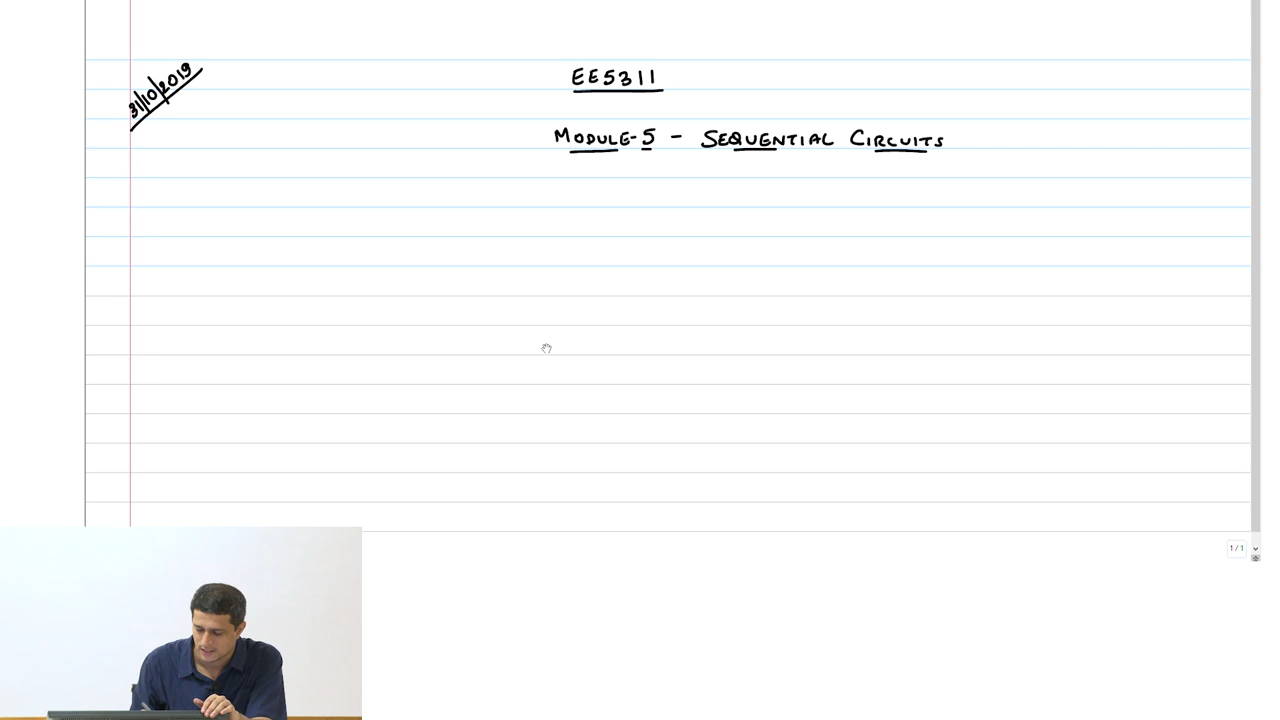 31/10/2019
EE5311
MODULE-5 - SEQUENTIAL CIRCUITS
1 / 1